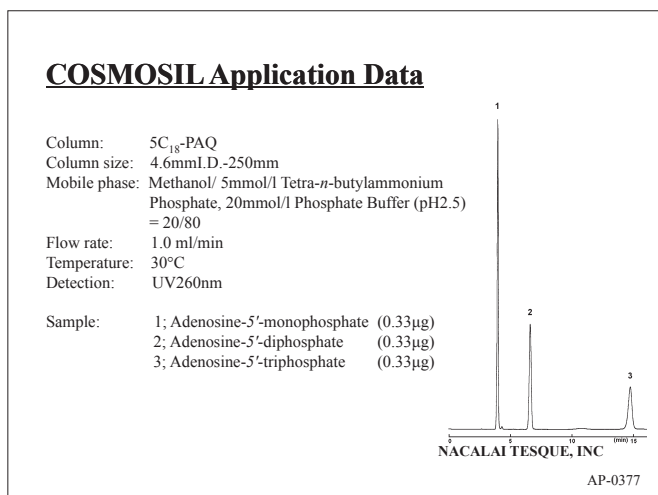 COSMOSIL Application Data
Column: 5C18-PAQ
Column size: 4.6mmI.D.-250mm
Mobile phase: Methanol/ 5mmol/l Tetra-n-butylammonium
Phosphate, 20mmol/l Phosphate Buffer (pH2.5)
= 20/80
Flow rate: 1.0 ml/min
Temperature: 30°C
Detection: UV260nm
Sample: 1; Adenosine-5′-monophosphate (0.33μg)
2; Adenosine-5′-diphosphate (0.33μg)
3; Adenosine-5′-triphosphate (0.33μg)
1
2
3
0 5 10 (min) 15
NACALAI TESQUE, INC
AP-0377